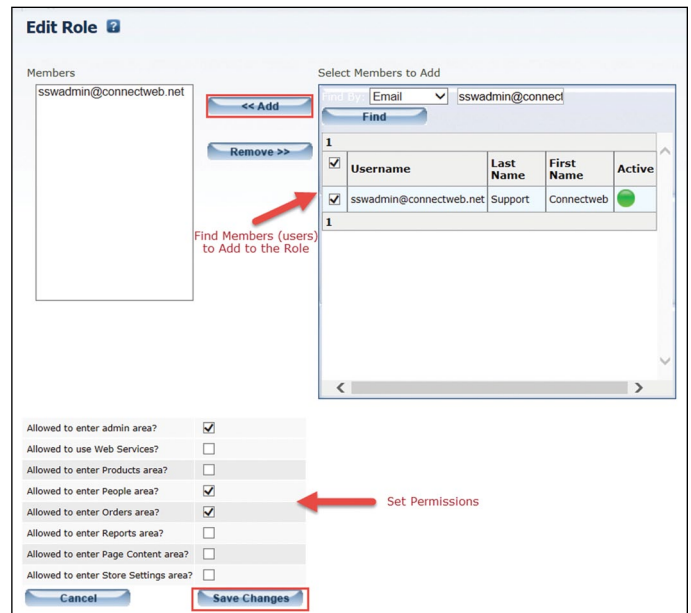 Edit Role ?
Members
Select Members to Add
sswadmin@connectweb.net
<< Add
Remove >>
Find By: Email sswadmin@connect
Find
1
Username Last Name First Name Active
sswadmin@connectweb.net Support Connectweb
1
Find Members (users)
to Add to the Role
Allowed to enter admin area?
Allowed to use Web Services?
Allowed to enter Products area?
Allowed to enter People area?
Allowed to enter Orders area?
Allowed to enter Reports area?
Allowed to enter Page Content area?
Allowed to enter Store Settings area?
Set Permissions
Cancel
Save Changes